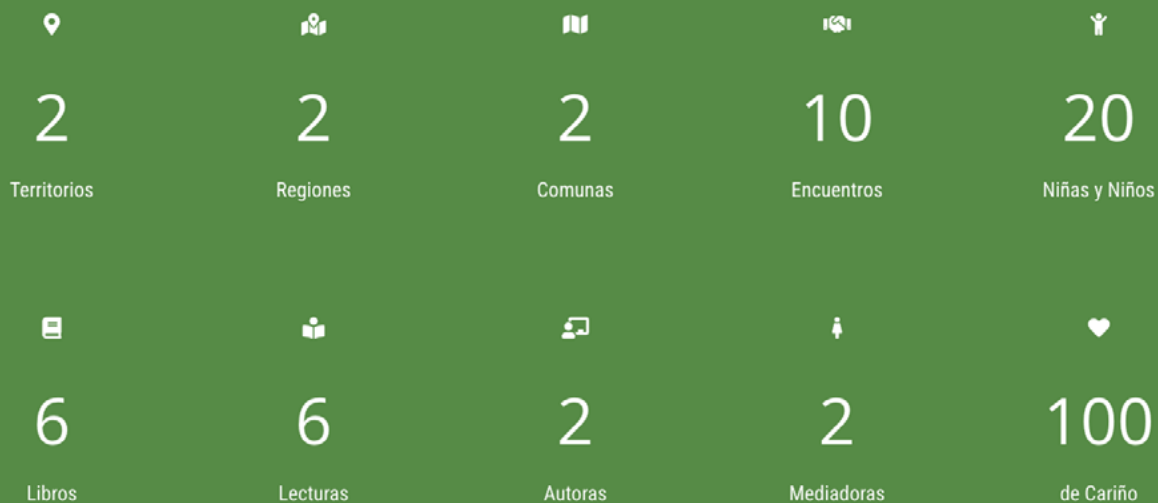 2 2 2 10 20
Territorios Regiones Comunas Encuentros Niñas y Niños
6 6 2 2 100
Libros Lecturas Autoras Mediadoras de Cariño